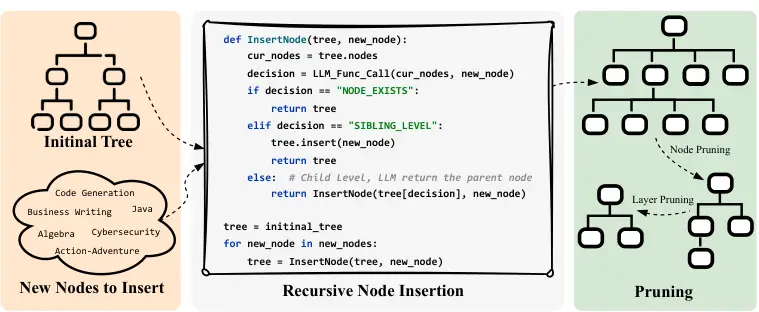 Initinal Tree
Code Generation
Business Writing
Java
Algebra
Cybersecurity
Action-Adventure
New Nodes to Insert
def InsertNode(tree, new_node):
    cur_nodes = tree.nodes
    decision = LLM_Func_Call(cur_nodes, new_node)
    if decision == "NODE_EXISTS":
        return tree
    elif decision == "SIBLING_LEVEL":
        tree.insert(new_node)
        return tree
    else:  # Child Level, LLM return the parent node
        return InsertNode(tree[decision], new_node)
tree = initinal_tree
for new_node in new_nodes:
    tree = InsertNode(tree, new_node)
Recursive Node Insertion
Node Pruning
Layer Pruning
Pruning